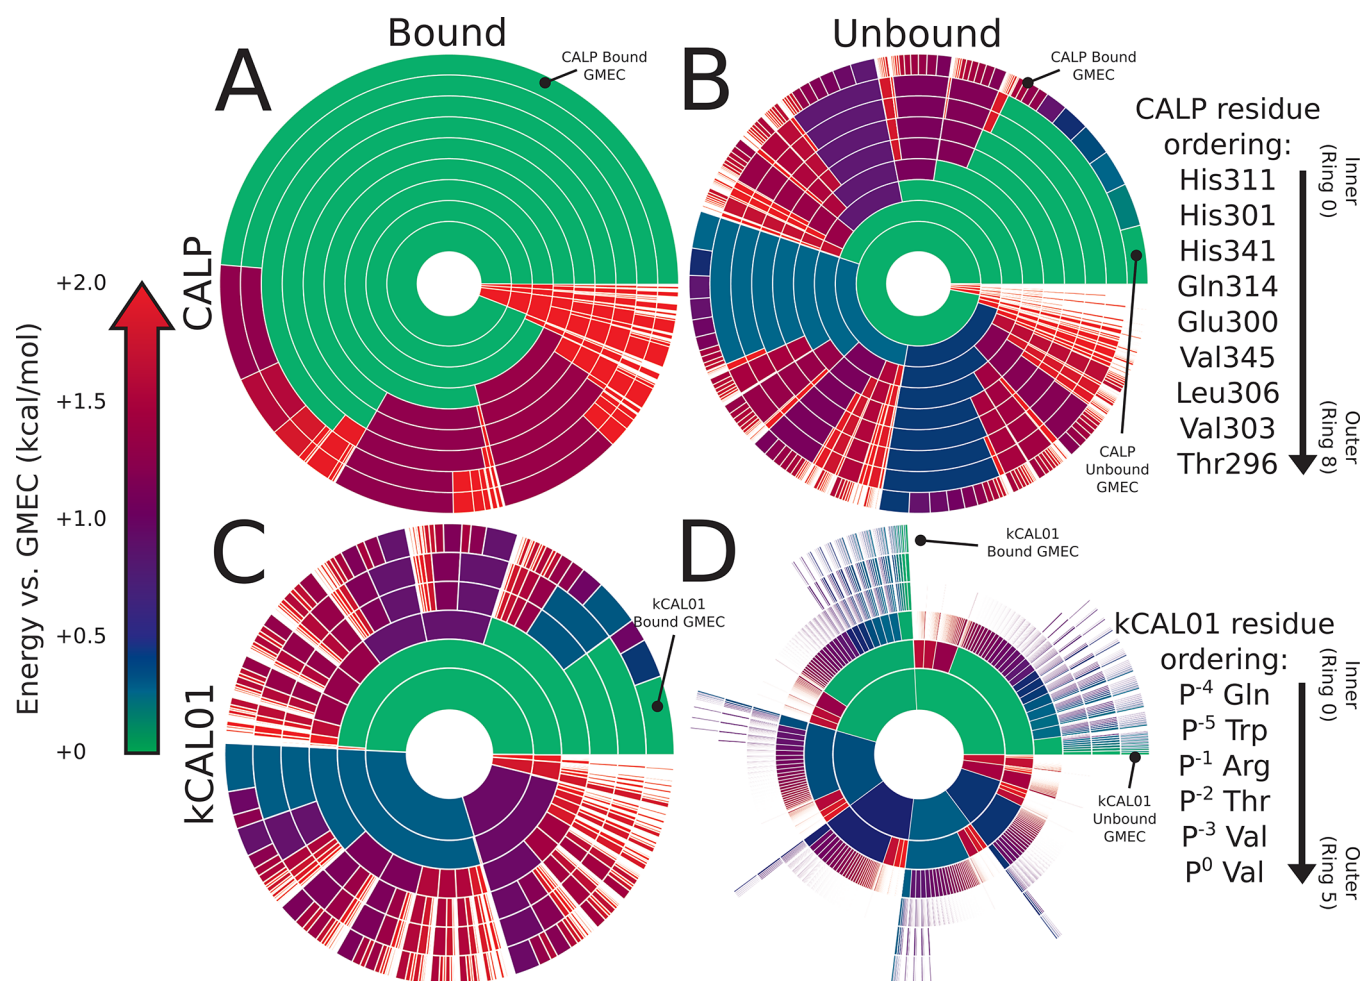 Bound
Unbound
A
CALP Bound
GMEC
B
CALP Bound
GMEC
CALP residue
ordering:
His311
His301
His341
Gln314
Glu300
Val345
Leu306
Val303
Thr296
Inner
(Ring 0)
Outer
(Ring 8)
CALP
CALP
Unbound
GMEC
Energy vs. GMEC (kcal/mol)
+2.0
+1.5
+1.0
+0.5
+0
C
kCAL01
Bound GMEC
D
kCAL01
Bound GMEC
kCAL01
kCAL01
Unbound
GMEC
kCAL01 residue
ordering:
P-4 Gln
P-5 Trp
P-1 Arg
P-2 Thr
P-3 Val
P0 Val
Inner
(Ring 0)
Outer
(Ring 5)